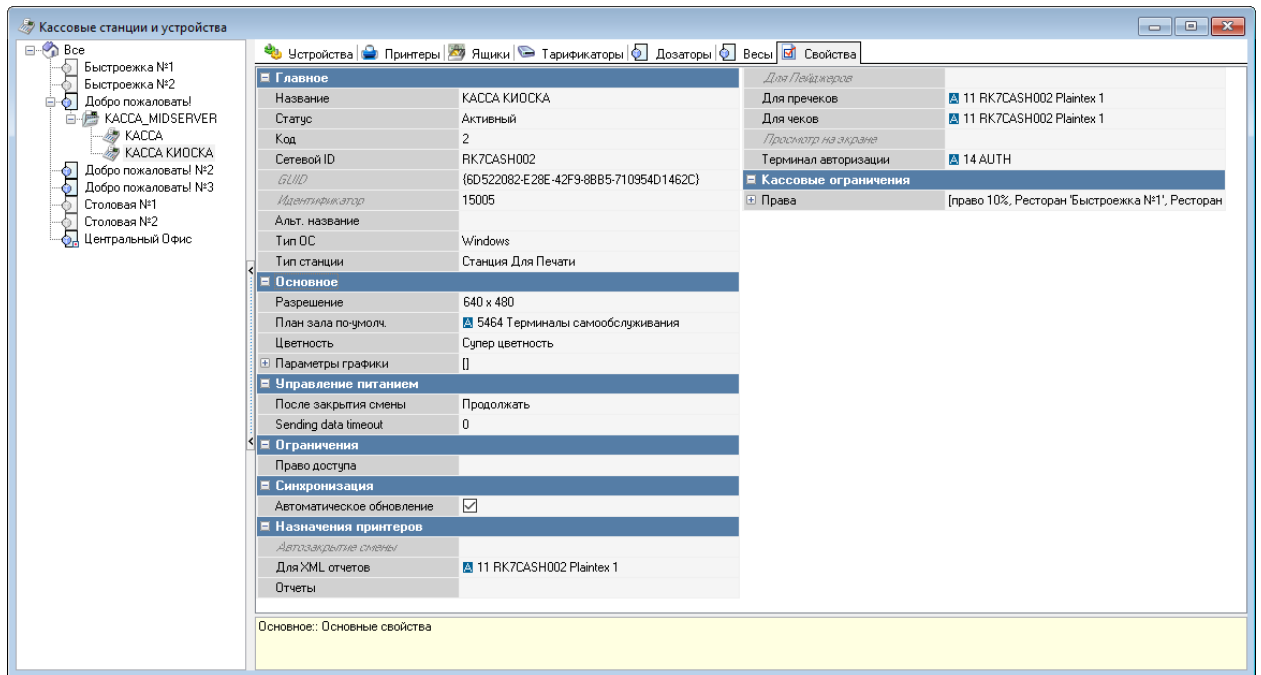 Кассовые станции и устройства
Все
Быстроежка №1
Быстроежка №2
Добро пожаловать!
КАССА_MIDSERVER
КАССА
КАССА КИОСКА
Добро пожаловать! №2
Добро пожаловать! №3
Столовая №1
Столовая №2
Центральный Офис
Устройства Принтеры Ящики Тарификаторы Дозаторы Весы Свойства
Главное
Название КАССА КИОСКА
Статус Активный
Код 2
Сетевой ID RK7CASH002
GUID {6D522082-E28E-42F9-8BB5-710954D1462C}
Идентификатор 15005
Альт. название
Тип ОС Windows
Тип станции Станция Для Печати
Основное
Разрешение 640 x 480
План зала по-умолч. 5464 Терминалы самообслуживания
Цветность Супер цветность
Параметры графики []
Управление питанием
После закрытия смены Продолжать
Sending data timeout 0
Ограничения
Право доступа
Синхронизация
Автоматическое обновление
Назначения принтеров
Автозакрытие смены
Для XML отчетов 11 RK7CASH002 Plaintex 1
Отчеты
Для Пейджеров
Для пречеков 11 RK7CASH002 Plaintex 1
Для чеков 11 RK7CASH002 Plaintex 1
Просмотр на экране
Терминал авторизации 14 AUTH
Кассовые ограничения
Права [право 10%, Ресторан 'Быстроежка №1', Ресторан
Основное:: Основные свойства